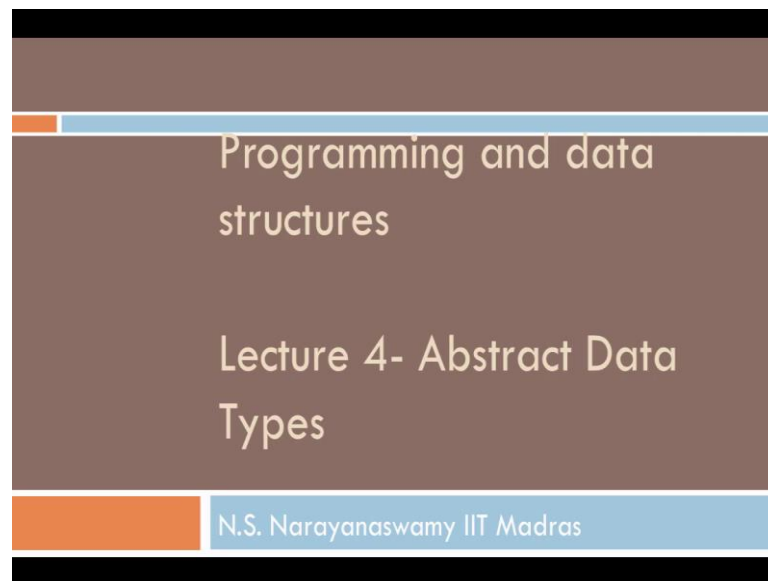 Programming and data
structures
Lecture 4- Abstract Data
Types
N.S. Narayanaswamy IIT Madras